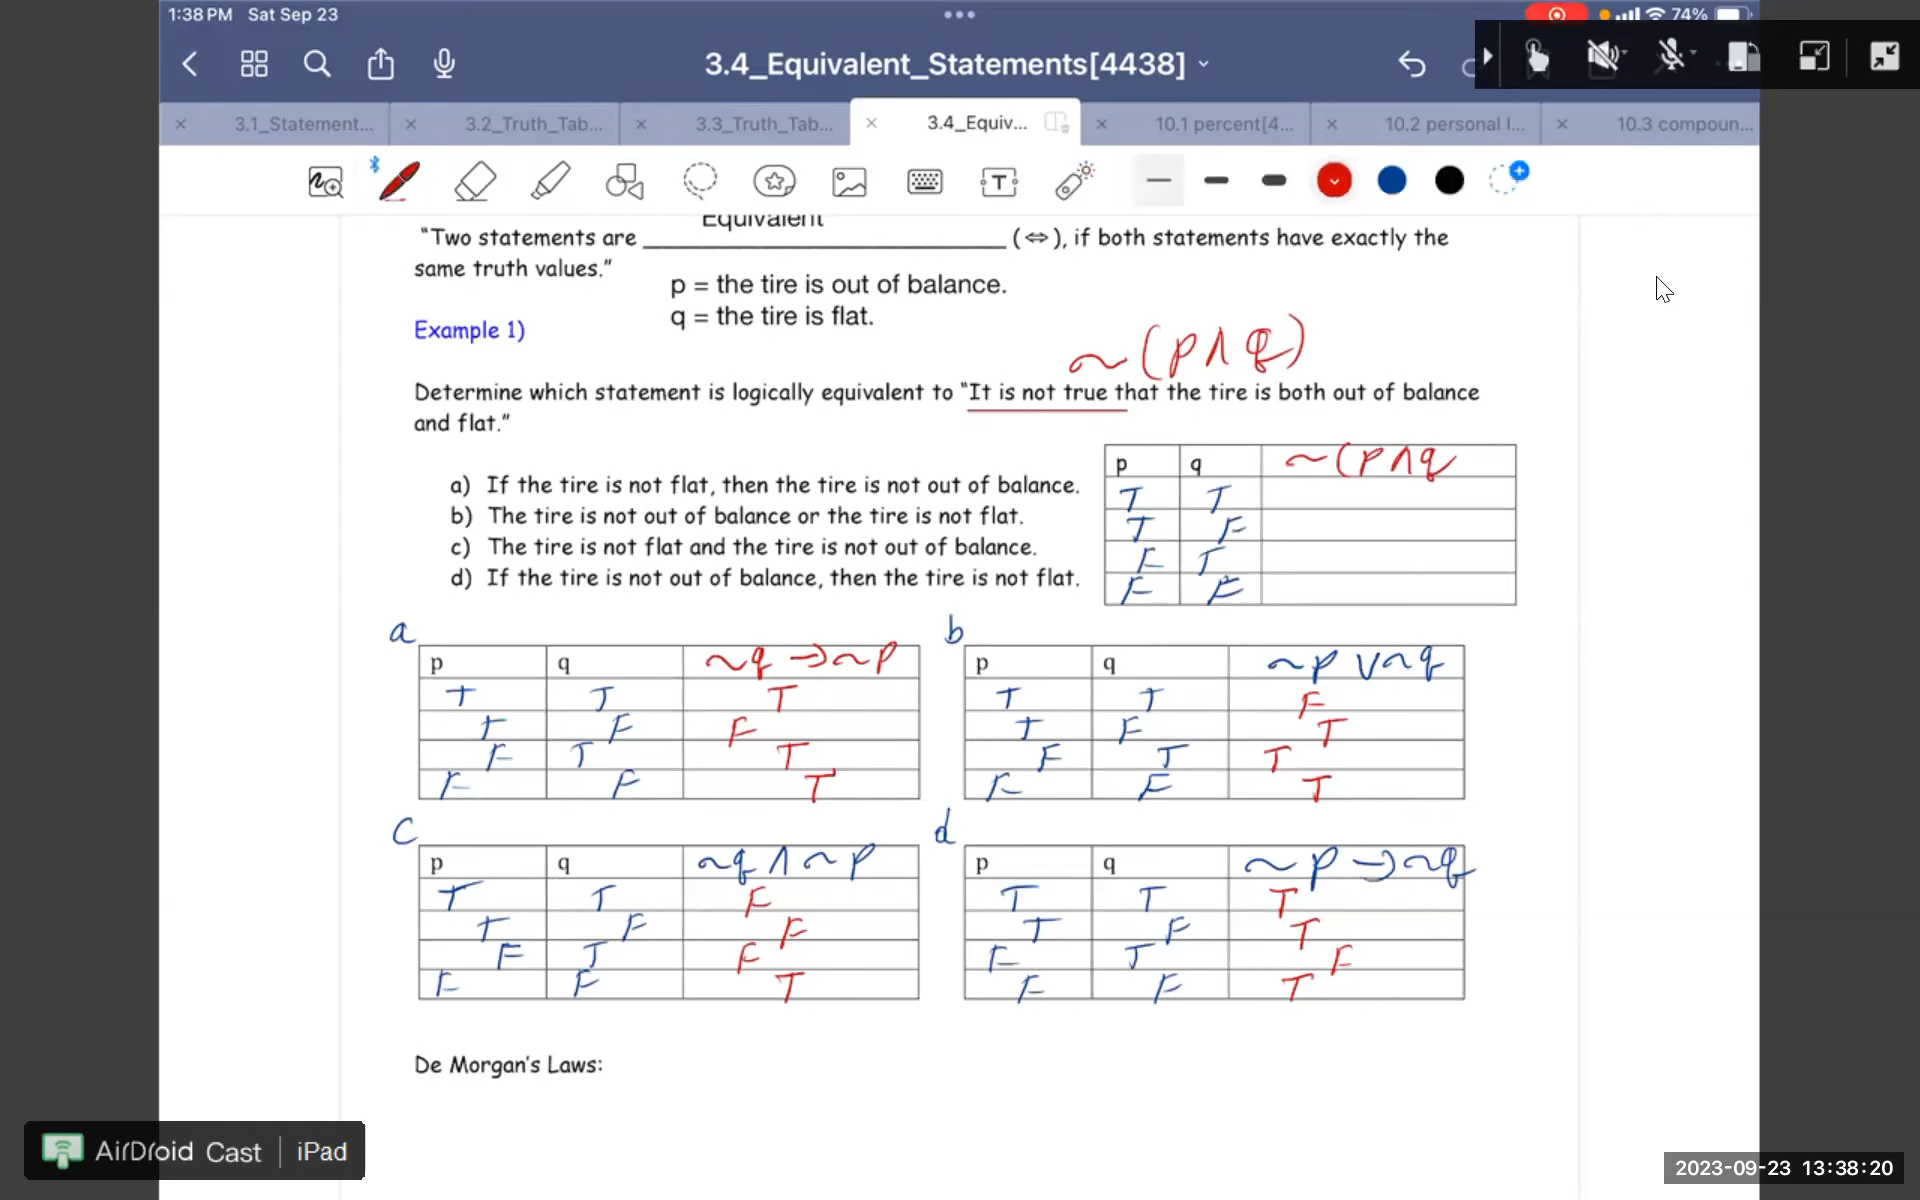 1:38 PM Sat Sep 23
74%
3.4_Equivalent_Statements[4438]
3.1_Statement...
3.2_Truth_Tab...
3.3_Truth_Tab...
3.4_Equiv...
10.1 percent[4...
10.2 personal l...
10.3 compoun...
Equivalent
"Two statements are ____________ (⇔), if both statements have exactly the
same truth values."
p = the tire is out of balance.
q = the tire is flat.
Example 1)
~(p∧q)
Determine which statement is logically equivalent to "It is not true that the tire is both out of balance
and flat."
a) If the tire is not flat, then the tire is not out of balance.
b) The tire is not out of balance or the tire is not flat.
c) The tire is not flat and the tire is not out of balance.
d) If the tire is not out of balance, then the tire is not flat.
p q ~(p∧q
T T
T F
F T
F F
a
p q ~q→~p
T T T
T F F
F T T
F F T
b
p q ~p∨~q
T T F
T F T
F T T
F F T
c
p q ~q∧~p
T T F
T F F
F T F
F F T
d
p q ~p→~q
T T T
T F T
F T F
F F T
De Morgan's Laws:
AirDroid Cast | iPad
2023-09-23 13:38:20